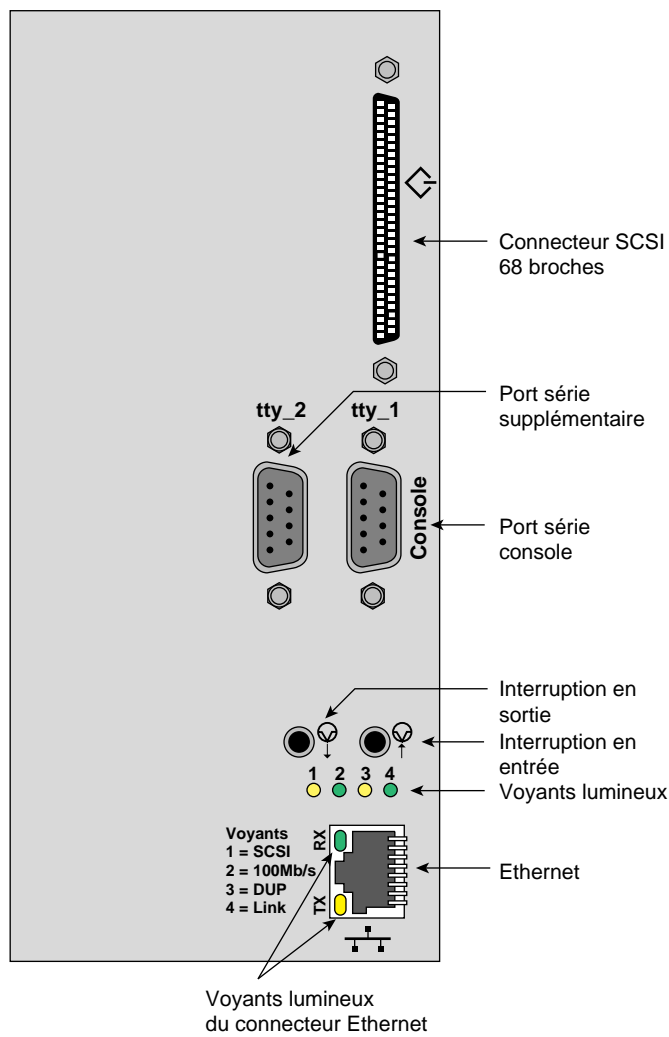 Connecteur SCSI
68 broches
Port série
supplémentaire
tty_2
tty_1
Console
Port série
console
Interruption en
sortie
Interruption en
entrée
1 2 3 4
Voyants lumineux
Voyants
1 = SCSI
2 = 100Mb/s
3 = DUP
4 = Link
RX
TX
Ethernet
Voyants lumineux
du connecteur Ethernet